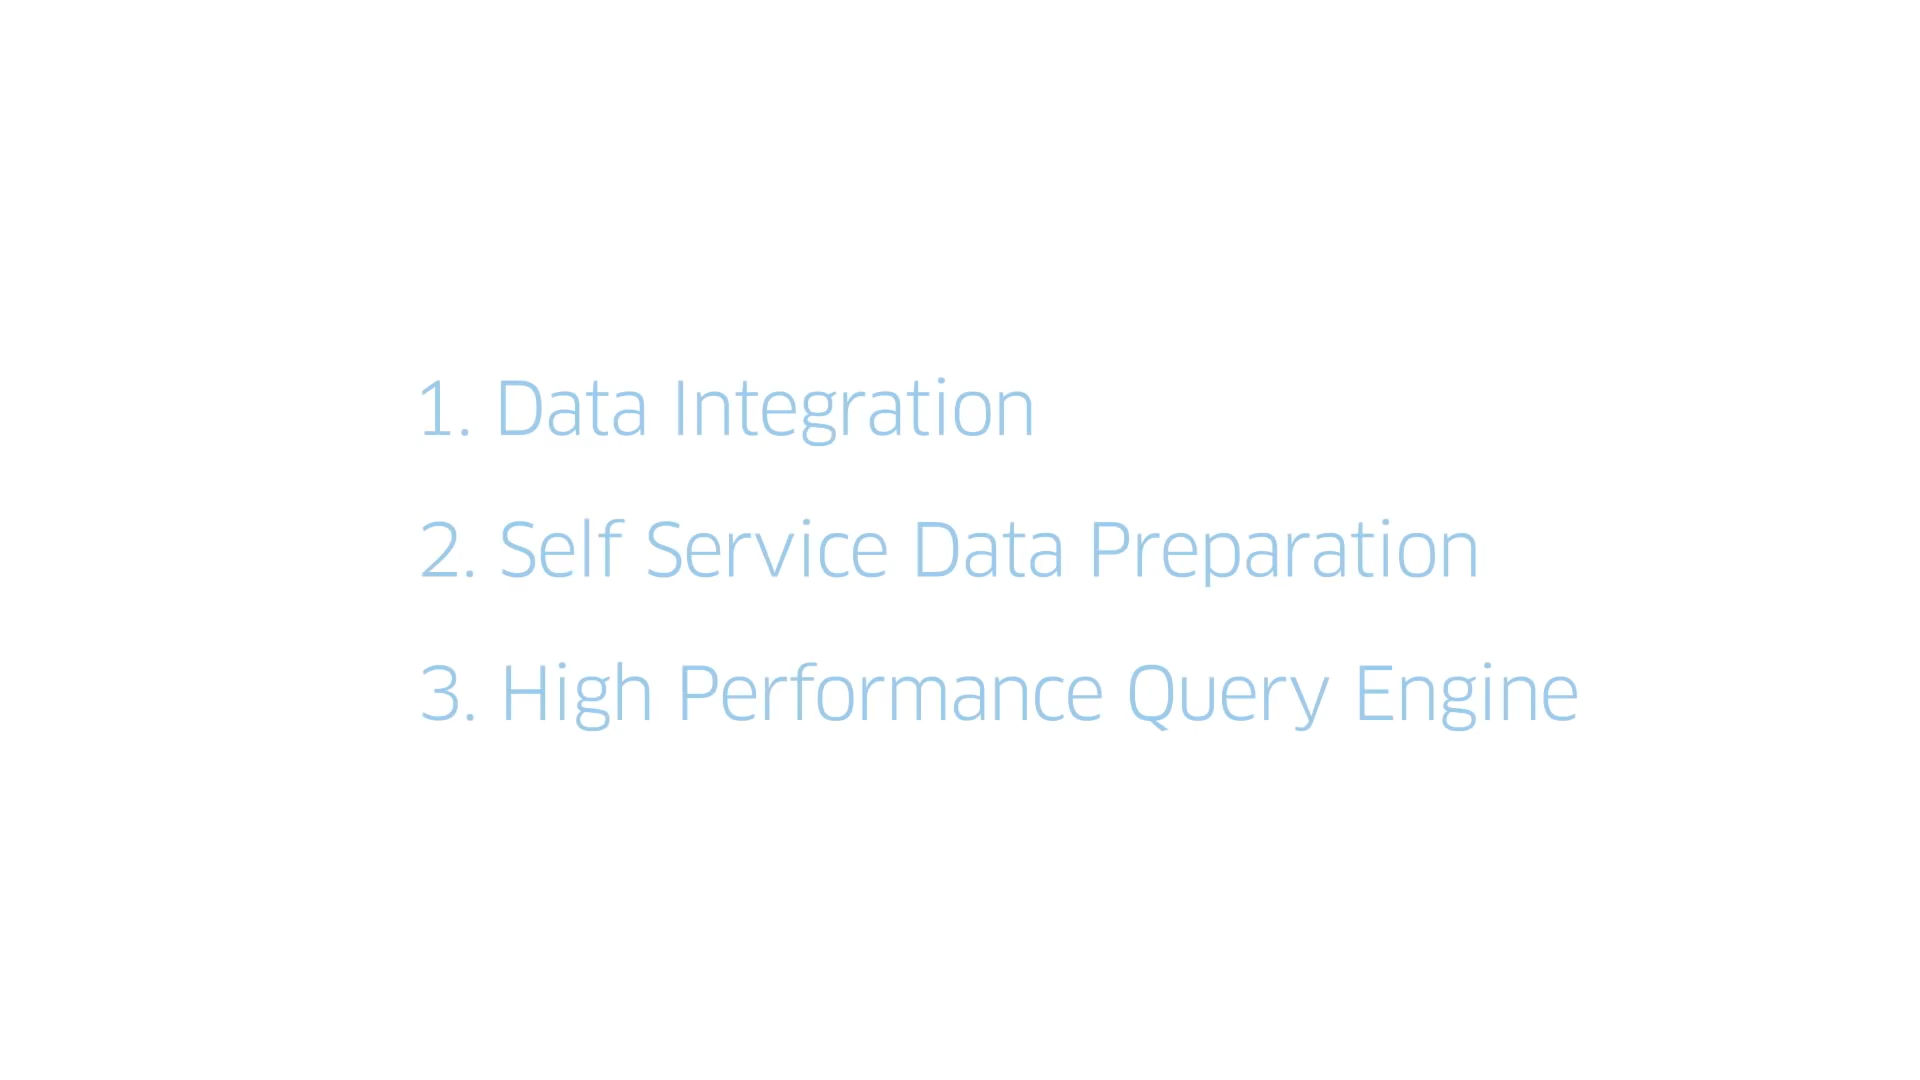 1. Data Integration
2. Self Service Data Preparation
3. High Performance Query Engine